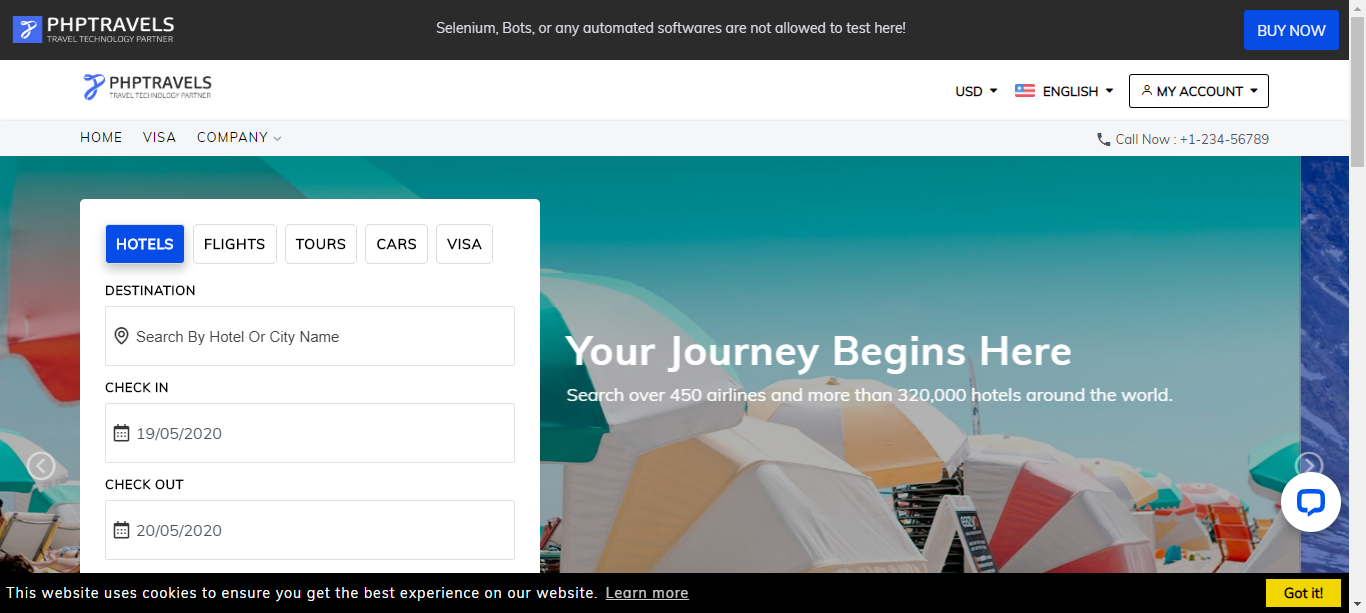 PHPTRAVELS
TRAVEL TECHNOLOGY PARTNER
Selenium, Bots, or any automated softwares are not allowed to test here!
BUY NOW
PHPTRAVELS
TRAVEL TECHNOLOGY PARTNER
USD
ENGLISH
MY ACCOUNT
HOME VISA COMPANY
Call Now : +1-234-56789
HOTELS FLIGHTS TOURS CARS VISA
DESTINATION
Search By Hotel Or City Name
CHECK IN
19/05/2020
CHECK OUT
20/05/2020
Your Journey Begins Here
Search over 450 airlines and more than 320,000 hotels around the world.
This website uses cookies to ensure you get the best experience on our website. Learn more
Got it!